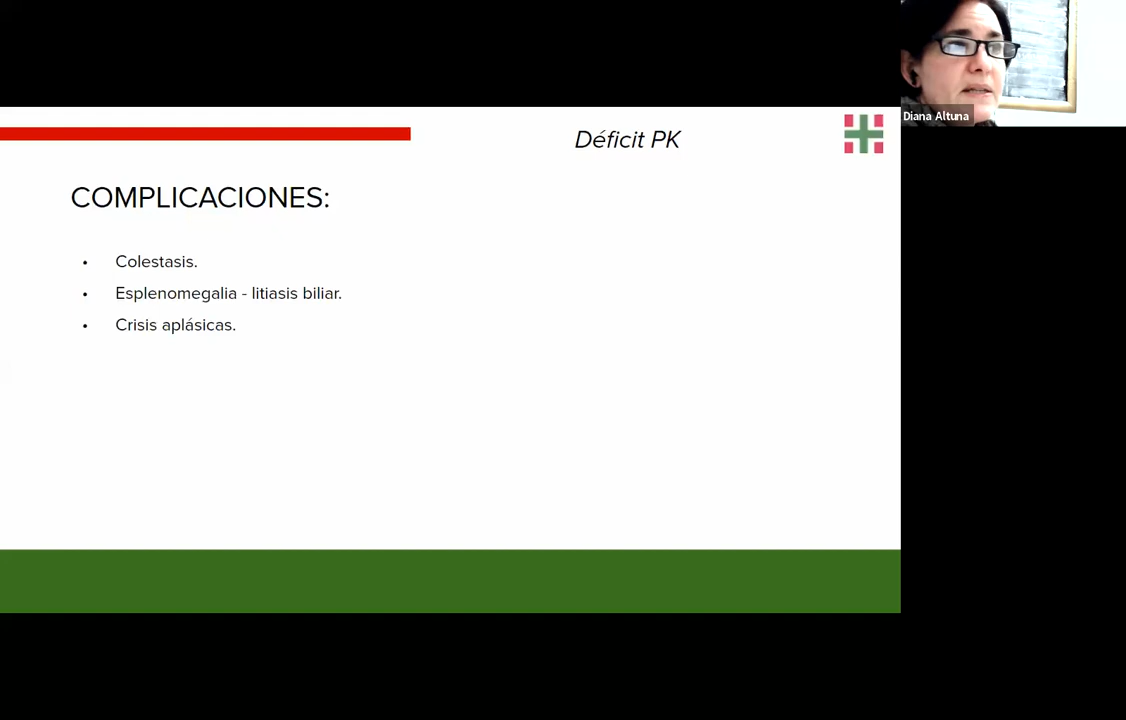 Déficit PK
COMPLICACIONES:
• Colestasis.
• Esplenomegalia - litiasis biliar.
• Crisis aplásicas.
Diana Altuna